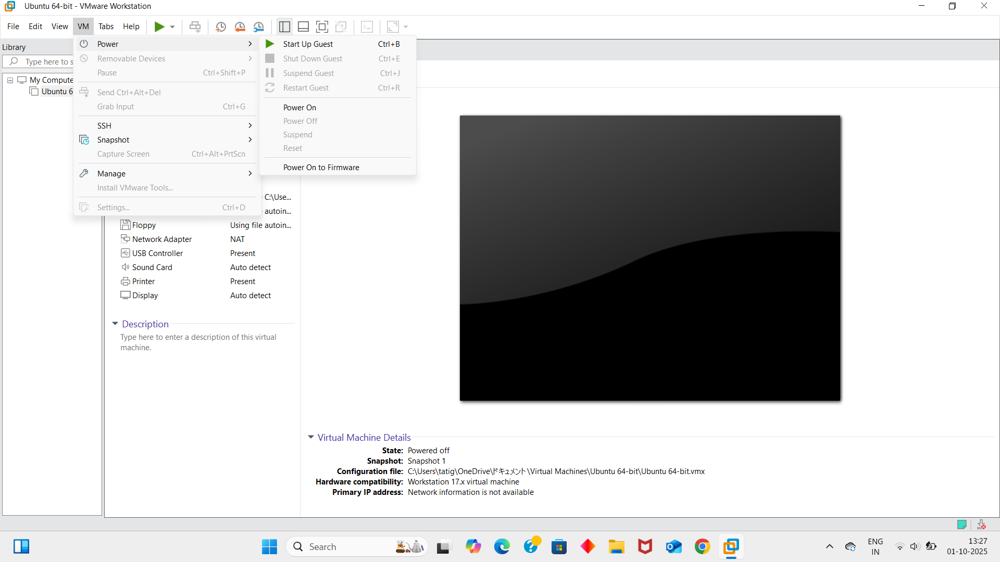 Ubuntu 64-bit - VMware Workstation
File Edit View VM Tabs Help
Library
Type here to s
My Compute
Ubuntu 6
Power
Removable Devices
Pause Ctrl+Shift+P
Send Ctrl+Alt+Del
Grab Input Ctrl+G
SSH
Snapshot
Capture Screen Ctrl+Alt+PrtScn
Manage
Install VMware Tools...
Settings... Ctrl+D
Start Up Guest Ctrl+B
Shut Down Guest Ctrl+E
Suspend Guest Ctrl+J
Restart Guest Ctrl+R
Power On
Power Off
Suspend
Reset
Power On to Firmware
C:\Use...
autoin...
Floppy Using file autoin...
Network Adapter NAT
USB Controller Present
Sound Card Auto detect
Printer Present
Display Auto detect
Description
Type here to enter a description of this virtual
machine.
Virtual Machine Details
State: Powered off
Snapshot: Snapshot 1
Configuration file: C:\Users\tatig\OneDrive\ドキュメント\Virtual Machines\Ubuntu 64-bit\Ubuntu 64-bit.vmx
Hardware compatibility: Workstation 17.x virtual machine
Primary IP address: Network information is not available
Search
ENG
IN
13:27
01-10-2025